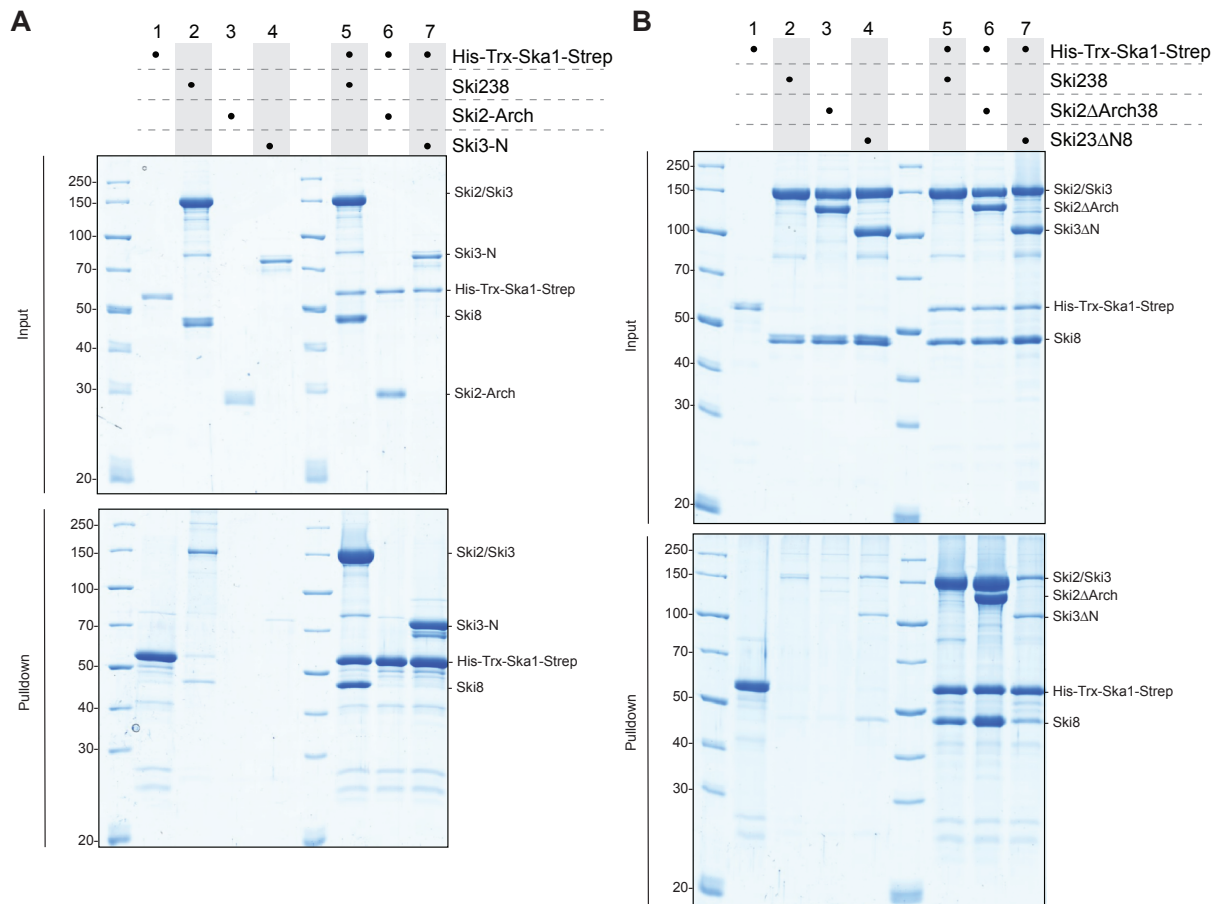 A
1 2 3 4 5 6 7
His-Trx-Ska1-Strep
Ski238
Ski2-Arch
Ski3-N
Input
250
150
100
70
50
40
30
20
Ski2/Ski3
Ski3-N
His-Trx-Ska1-Strep
Ski8
Ski2-Arch
Pulldown
250
150
100
70
50
40
30
20
Ski2/Ski3
Ski3-N
His-Trx-Ska1-Strep
Ski8
B
1 2 3 4 5 6 7
His-Trx-Ska1-Strep
Ski238
Ski2ΔArch38
Ski23ΔN8
Input
250
150
100
70
50
40
30
20
Ski2/Ski3
Ski2ΔArch
Ski3ΔN
His-Trx-Ska1-Strep
Ski8
Pulldown
250
150
100
70
50
40
30
20
Ski2/Ski3
Ski2ΔArch
Ski3ΔN
His-Trx-Ska1-Strep
Ski8